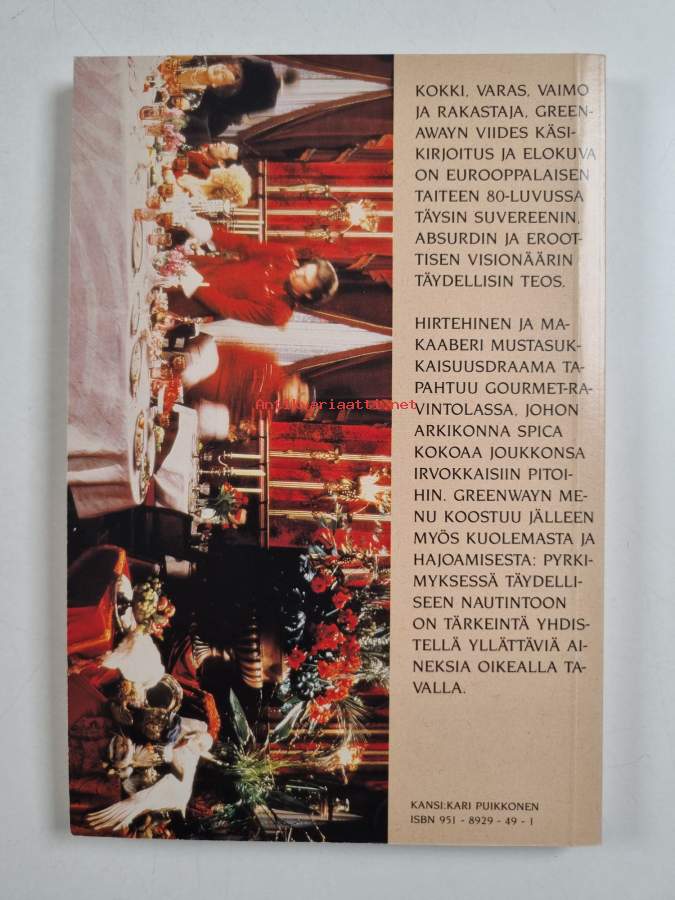 KOKKI, VARAS, VAIMO
JA RAKASTAJA, GREEN-
AWAYN VIIDES KÄSI-
KIRJOITUS JA ELOKUVA
ON EUROOPPALAISEN
TAITEEN 80-LUVUSSA
TÄYSIN SUVEREENIN,
ABSURDIN JA EROOT-
TISEN VISIONÄÄRIN
TÄYDELLISIN TEOS.
HIRTEHINEN JA MA-
KAABERI MUSTASUK-
KAISUUSDRAAMA TA-
PAHTUU GOURMET-RA-
VINTOLASSA, JOHON
ARKIKONNA SPICA
KOKOAA JOUKKONSA
IRVOKKAISIIN PITOI-
HIN. GREENWAYN ME-
NU KOOSTUU JÄLLEEN
MYÖS KUOLEMASTA JA
HAJOAMISESTA: PYRKI-
MYKSESSÄ TÄYDELLI-
SEEN NAUTINTOON
ON TÄRKEINTÄ YHDIS-
TELLÄ YLLÄTTÄVIÄ AI-
NEKSIA OIKEALLA TA-
VALLA.
KANSI:KARI PUIKKONEN
ISBN 951 - 8929 - 49 - 1
Antikvariaatti.net